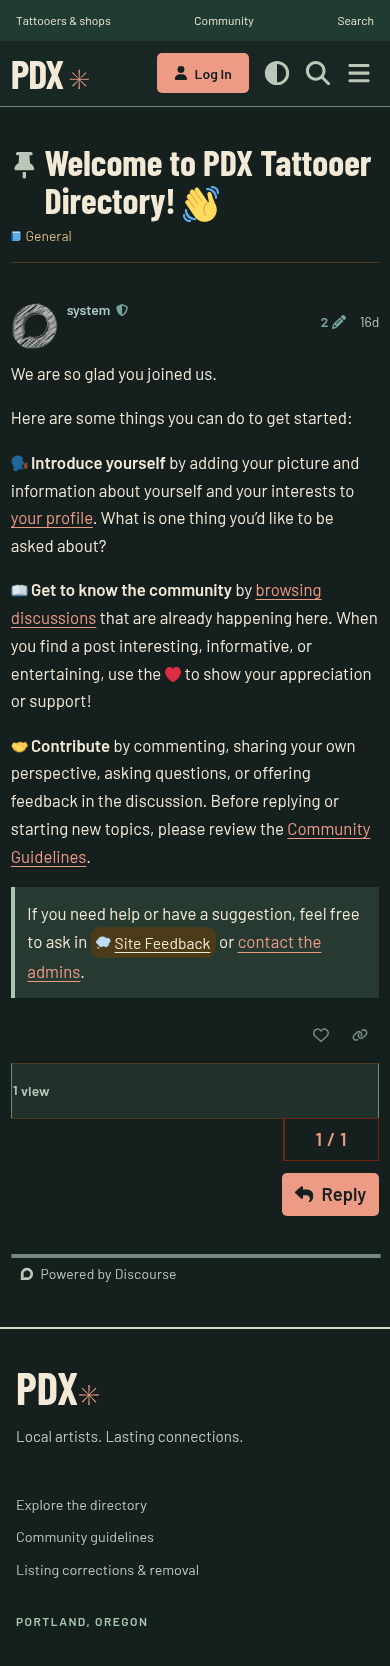 Tattooers & shops Community Search
PDX Log In
Welcome to PDX Tattooer
Directory! 👋
General
system 2 16d
We are so glad you joined us.
Here are some things you can do to get started:
🗣 Introduce yourself by adding your picture and
information about yourself and your interests to
your profile. What is one thing you’d like to be
asked about?
📖 Get to know the community by browsing
discussions that are already happening here. When
you find a post interesting, informative, or
entertaining, use the ❤ to show your appreciation
or support!
🤝 Contribute by commenting, sharing your own
perspective, asking questions, or offering
feedback in the discussion. Before replying or
starting new topics, please review the Community
Guidelines.
If you need help or have a suggestion, feel free
to ask in 💭 Site Feedback or contact the
admins.
1 view
1 / 1
Reply
Powered by Discourse
PDX
Local artists. Lasting connections.
Explore the directory
Community guidelines
Listing corrections & removal
PORTLAND, OREGON